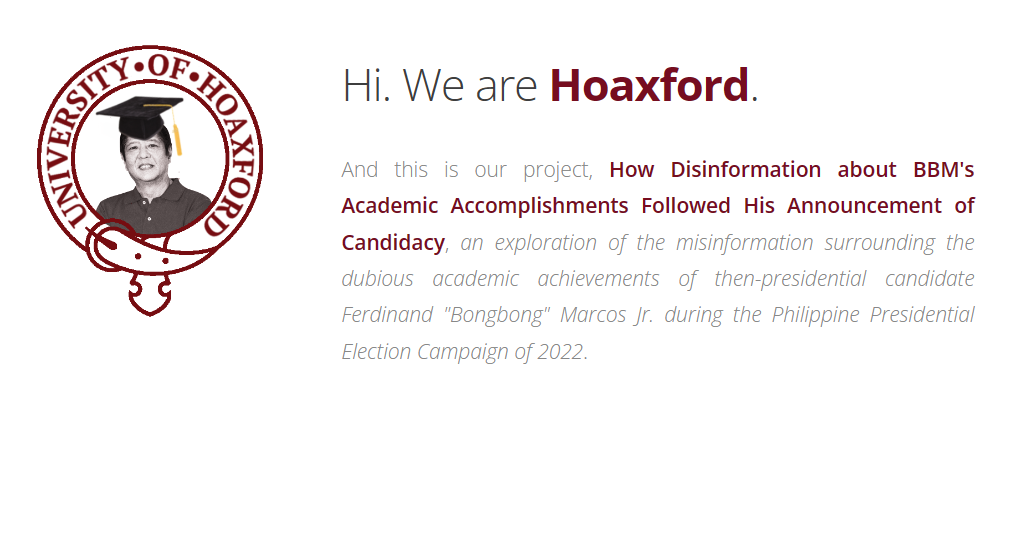 UNIVERSITY•OF•HOAXFORD
Hi. We are Hoaxford.
And this is our project, How Disinformation about BBM's
Academic Accomplishments Followed His Announcement of
Candidacy, an exploration of the misinformation surrounding the
dubious academic achievements of then-presidential candidate
Ferdinand "Bongbong" Marcos Jr. during the Philippine Presidential
Election Campaign of 2022.